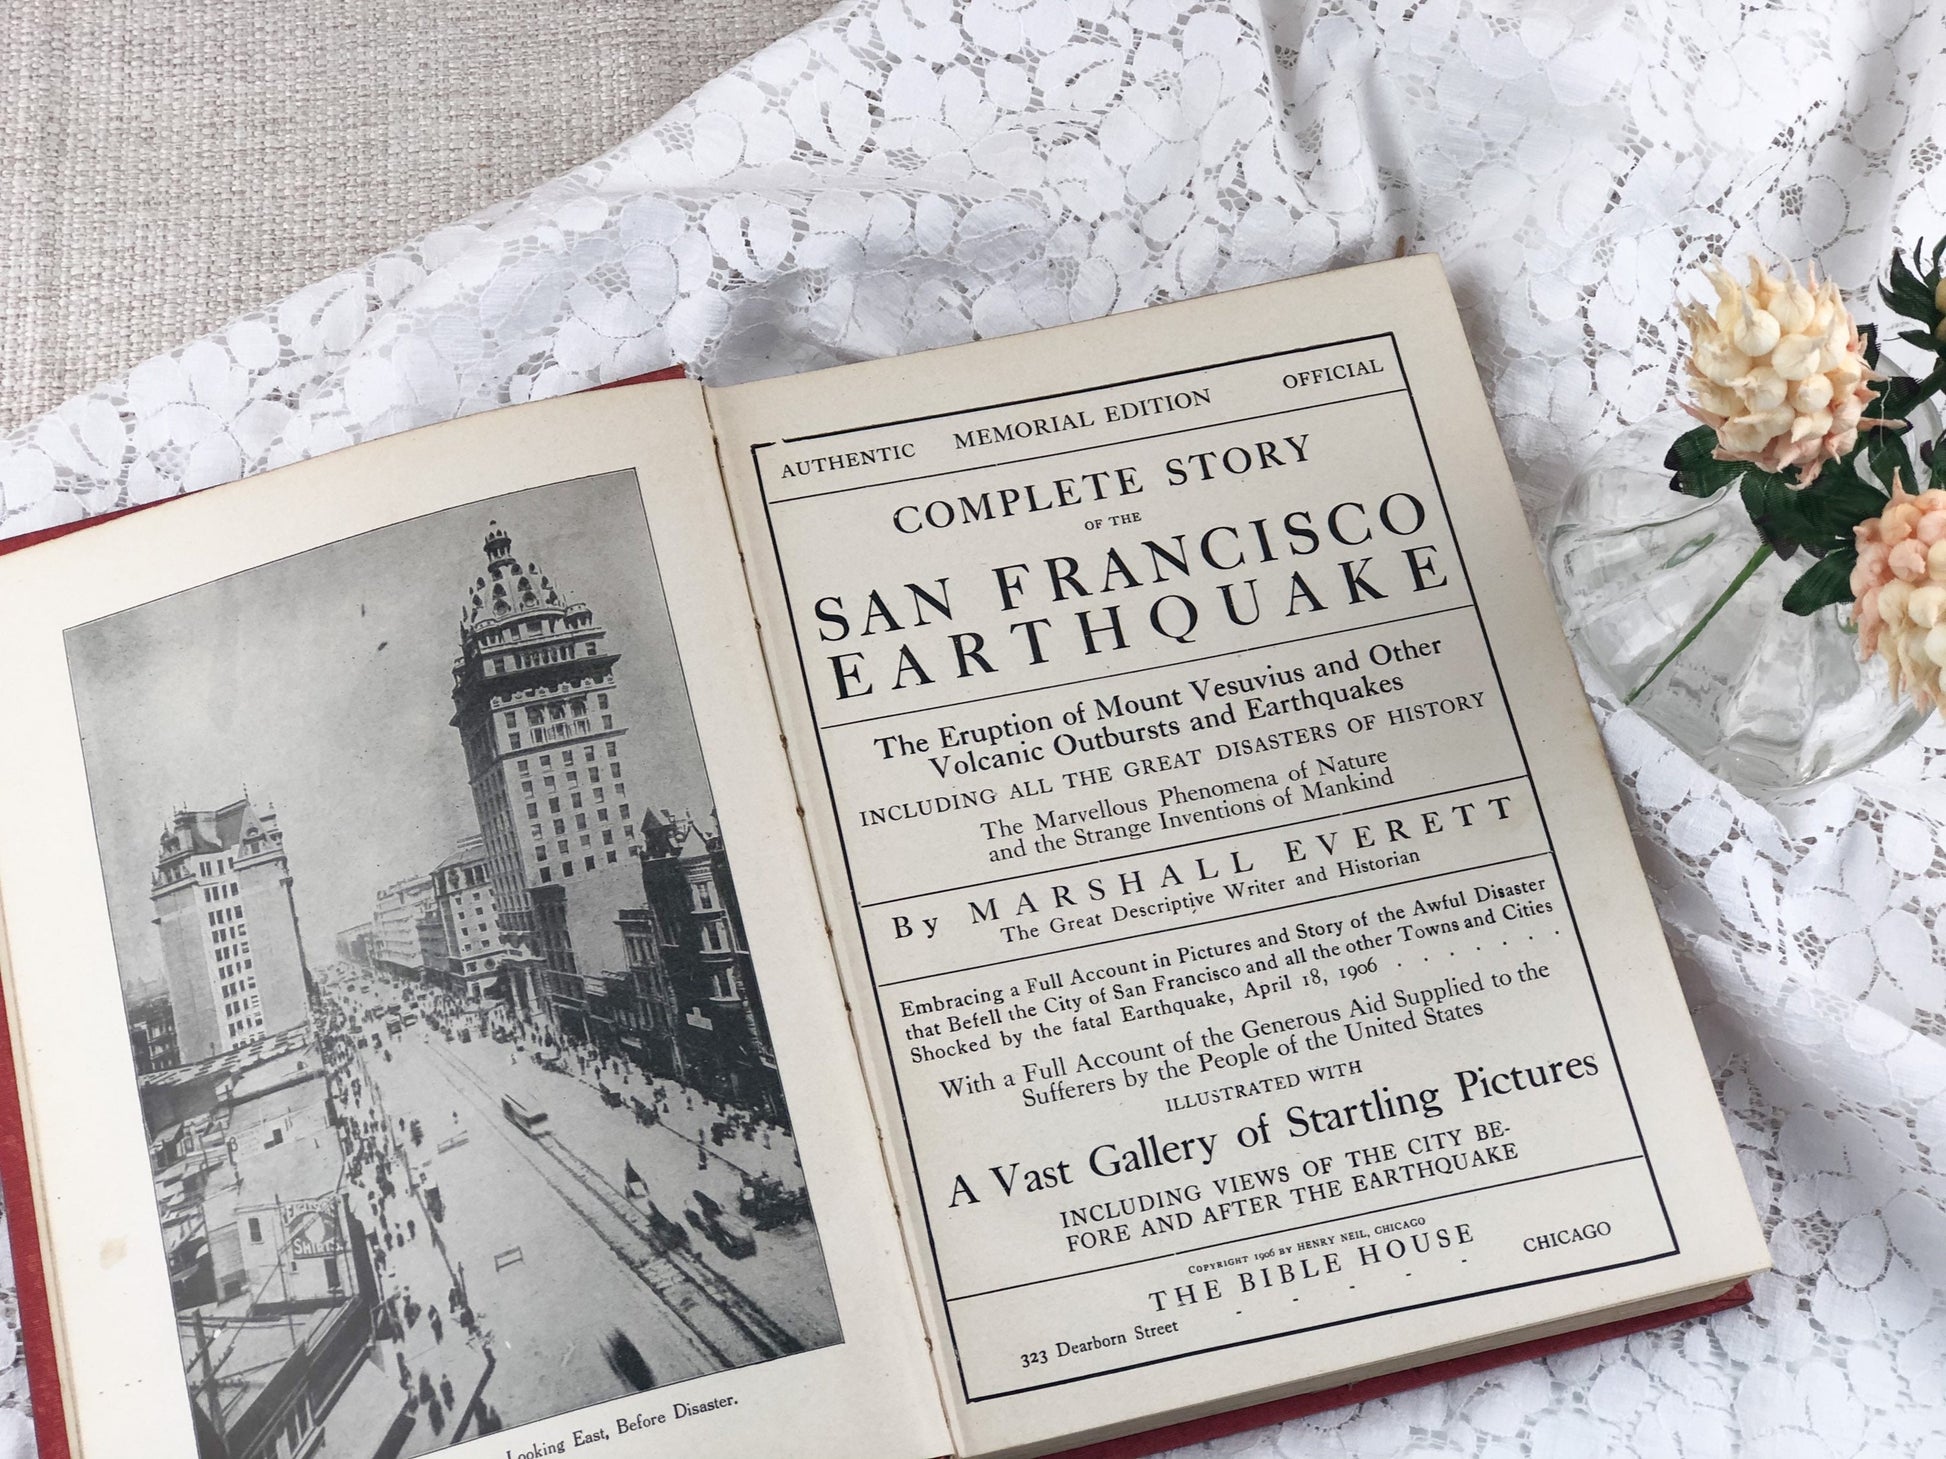 SHIRTS.
Looking East, Before Disaster.
AUTHENTIC MEMORIAL EDITION OFFICIAL
COMPLETE STORY
OF THE
SAN FRANCISCO
EARTHQUAKE
The Eruption of Mount Vesuvius and Other
Volcanic Outbursts and Earthquakes
INCLUDING ALL THE GREAT DISASTERS OF HISTORY
The Marvellous Phenomena of Nature
and the Strange Inventions of Mankind
By MARSHALL EVERETT
The Great Descriptive Writer and Historian
Embracing a Full Account in Pictures and Story of the Awful Disaster
that Befell the City of San Francisco and all the other Towns and Cities
Shocked by the fatal Earthquake, April 18, 1906 . . . . . . .
With a Full Account of the Generous Aid Supplied to the
Sufferers by the People of the United States
ILLUSTRATED WITH
A Vast Gallery of Startling Pictures
INCLUDING VIEWS OF THE CITY BE-
FORE AND AFTER THE EARTHQUAKE
COPYRIGHT 1906 BY HENRY NEIL, CHICAGO
THE BIBLE HOUSE
323 Dearborn Street - - - - - CHICAGO